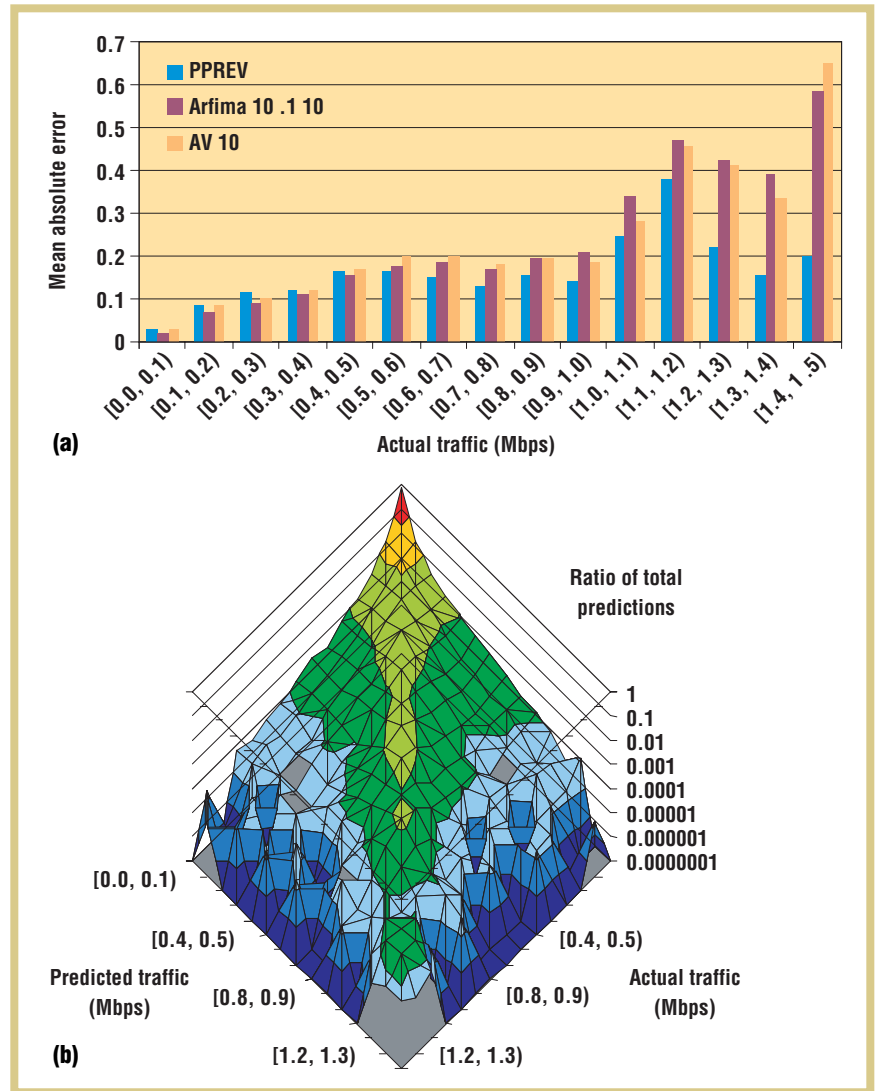 0.7
0.6
0.5
0.4
0.3
0.2
0.1
0
Mean absolute error
PPREV
Arfima 10 .1 10
AV 10
[0.0, 0.1)
[0.1, 0.2)
[0.2, 0.3)
[0.3, 0.4)
[0.4, 0.5)
[0.5, 0.6)
[0.6, 0.7)
[0.7, 0.8)
[0.8, 0.9)
[0.9, 1.0)
[1.0, 1.1)
[1.1, 1.2)
[1.2, 1.3)
[1.3, 1.4)
[1.4, 1 .5)
(a)
Actual traffic (Mbps)
Ratio of total
predictions
1
0.1
0.01
0.001
0.0001
0.00001
0.000001
0.0000001
[0.0, 0.1)
[0.4, 0.5)
[0.8, 0.9)
[1.2, 1.3)
Predicted traffic
(Mbps)
[0.4, 0.5)
[0.8, 0.9)
[1.2, 1.3)
Actual traffic
(Mbps)
(b)